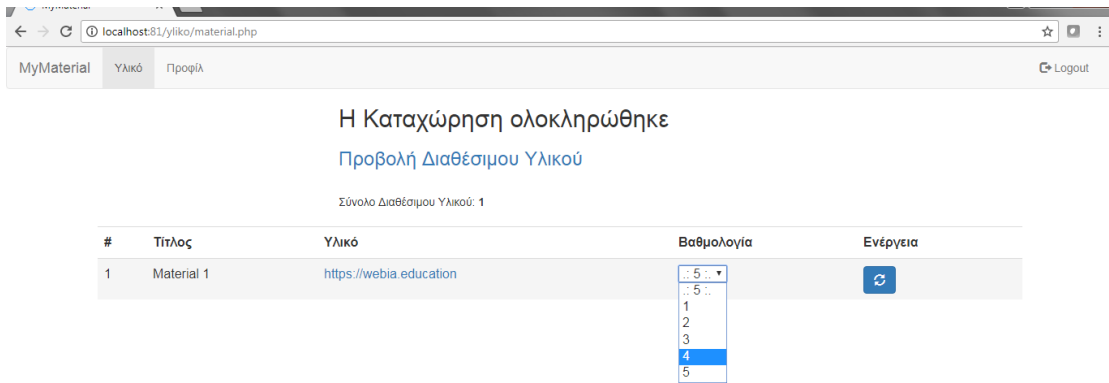 MyMaterial
localhost:81/yliko/material.php
MyMaterial Υλικό Προφίλ Logout
Η Καταχώρηση ολοκληρώθηκε
Προβολή Διαθέσιμου Υλικού
Σύνολο Διαθέσιμου Υλικού: 1
# Τίτλος Υλικό Βαθμολογία Ενέργεια
1 Material 1 https://webia.education .: 5 :.
.: 5 :.
1
2
3
4
5